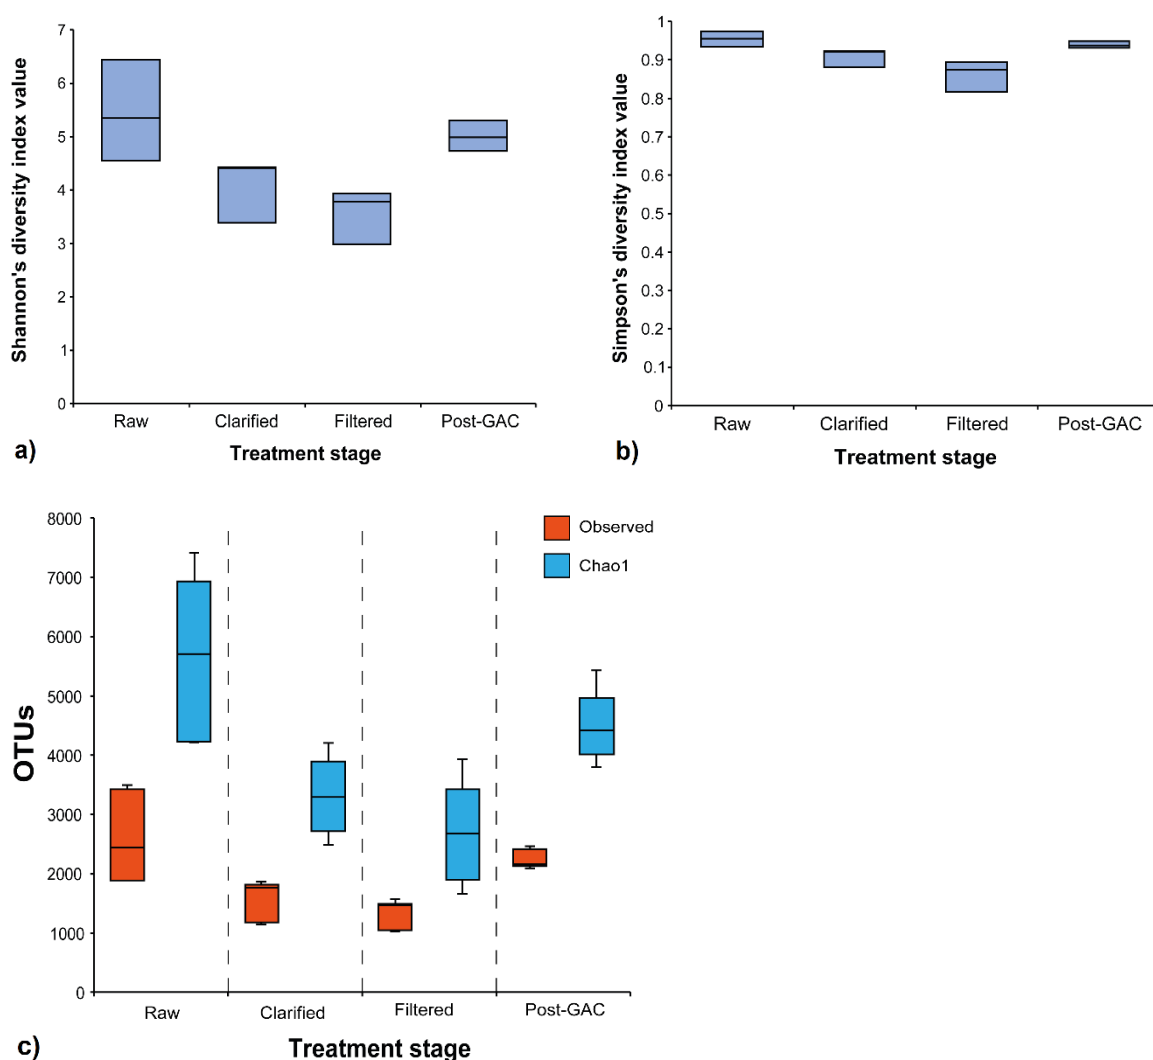 7
6
5
4
3
2
1
0
Shannon's diversity index value
Raw
Clarified
Filtered
Post-GAC
Treatment stage
a)
1
0.9
0.8
0.7
0.6
0.5
0.4
0.3
0.2
0.1
0
Simpson's diversity index value
Raw
Clarified
Filtered
Post-GAC
Treatment stage
b)
8000
7000
6000
5000
4000
3000
2000
1000
0
OTUs
Observed
Chao1
Raw
Clarified
Filtered
Post-GAC
Treatment stage
c)